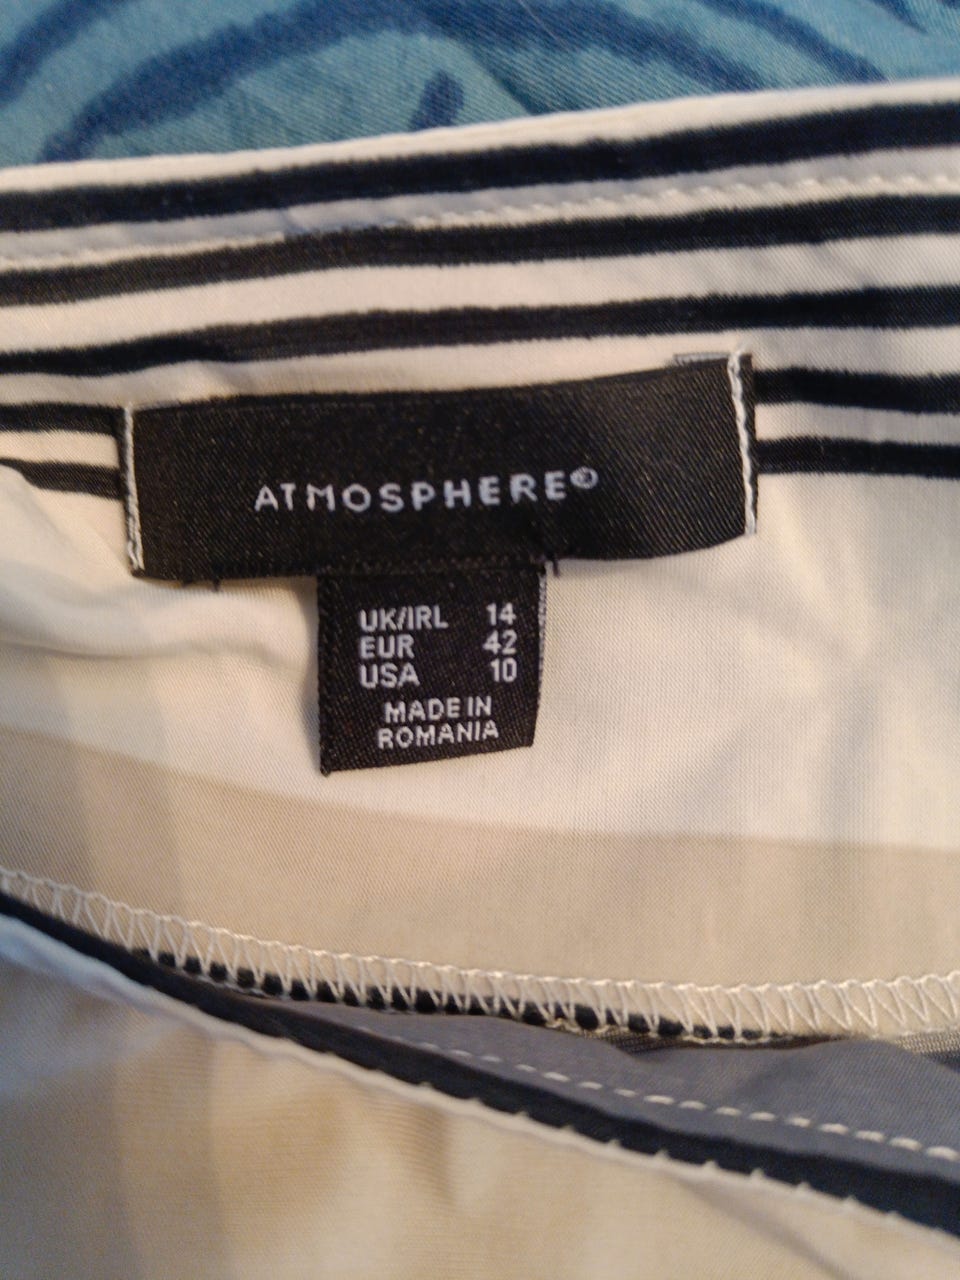 ATMOSPHERE©
UK/IRL 14
EUR 42
USA 10
MADE IN
ROMANIA